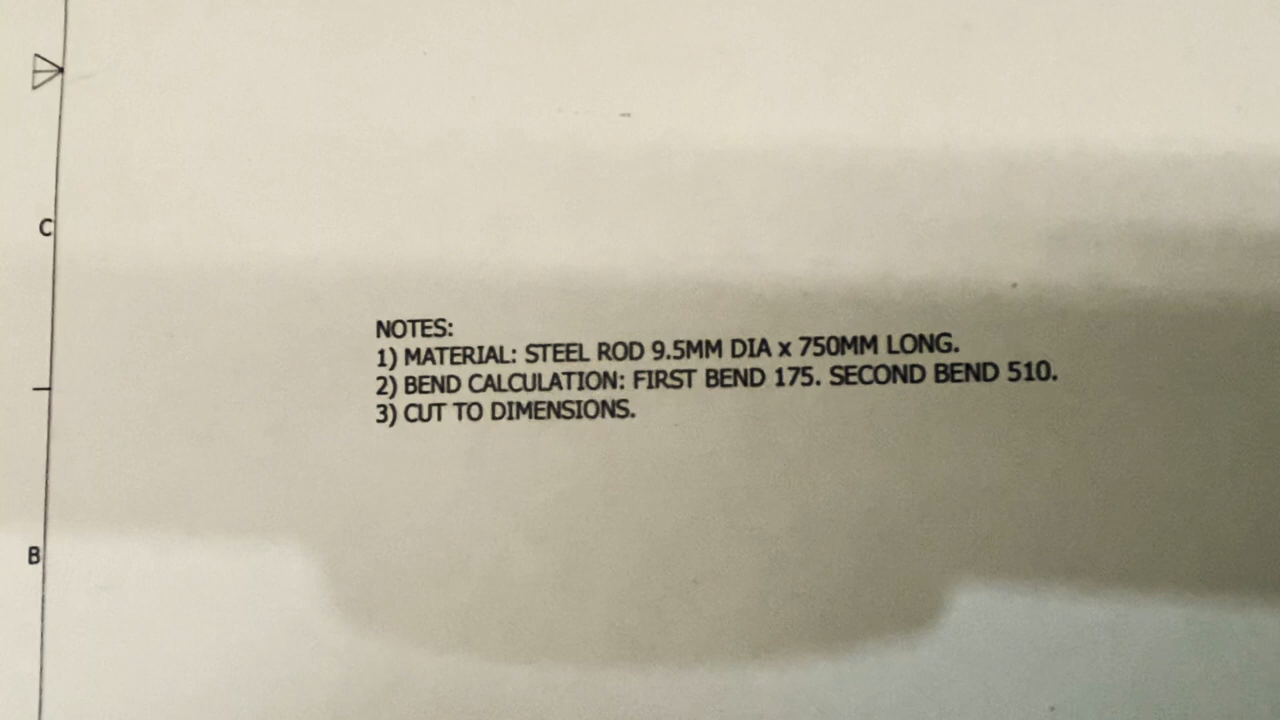 C
NOTES:
1) MATERIAL: STEEL ROD 9.5MM DIA x 750MM LONG.
2) BEND CALCULATION: FIRST BEND 175. SECOND BEND 510.
3) CUT TO DIMENSIONS.
B